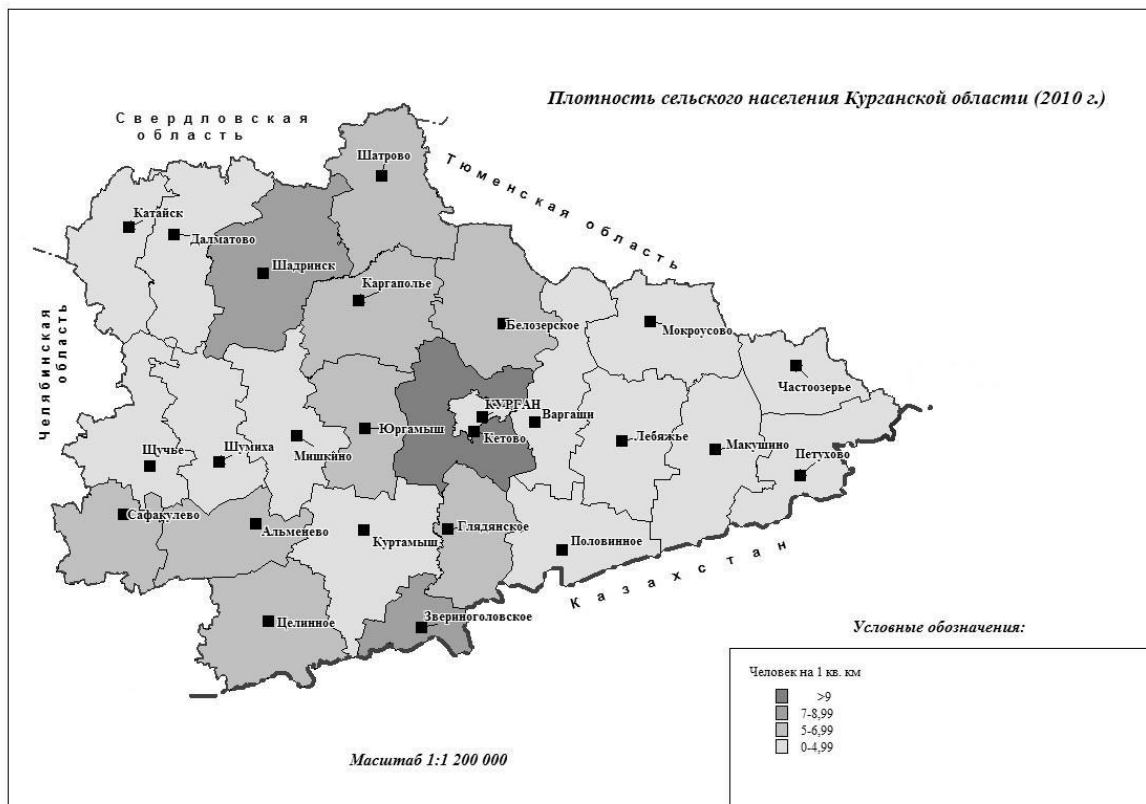 Плотность сельского населения Курганской области (2010 г.)
Свердловская
область
Тюменская область
Челябинская
область
Казахстан
Шатрово
Катайск
Далматово
Шадринск
Каргаполье
Белозерское
Мокроусово
Частоозерье
КУРГАН
Кетово
Варгаши
Юргамыш
Лебяжье
Макушино
Петухово
Щучье
Шумиха
Мишкино
Сафакулево
Альменево
Куртамыш
Глядянское
Половинное
Целинное
Звериноголовское
Условные обозначения:
Человек на 1 кв. км
>9
7-8,99
5-6,99
0-4,99
Масштаб 1:1 200 000